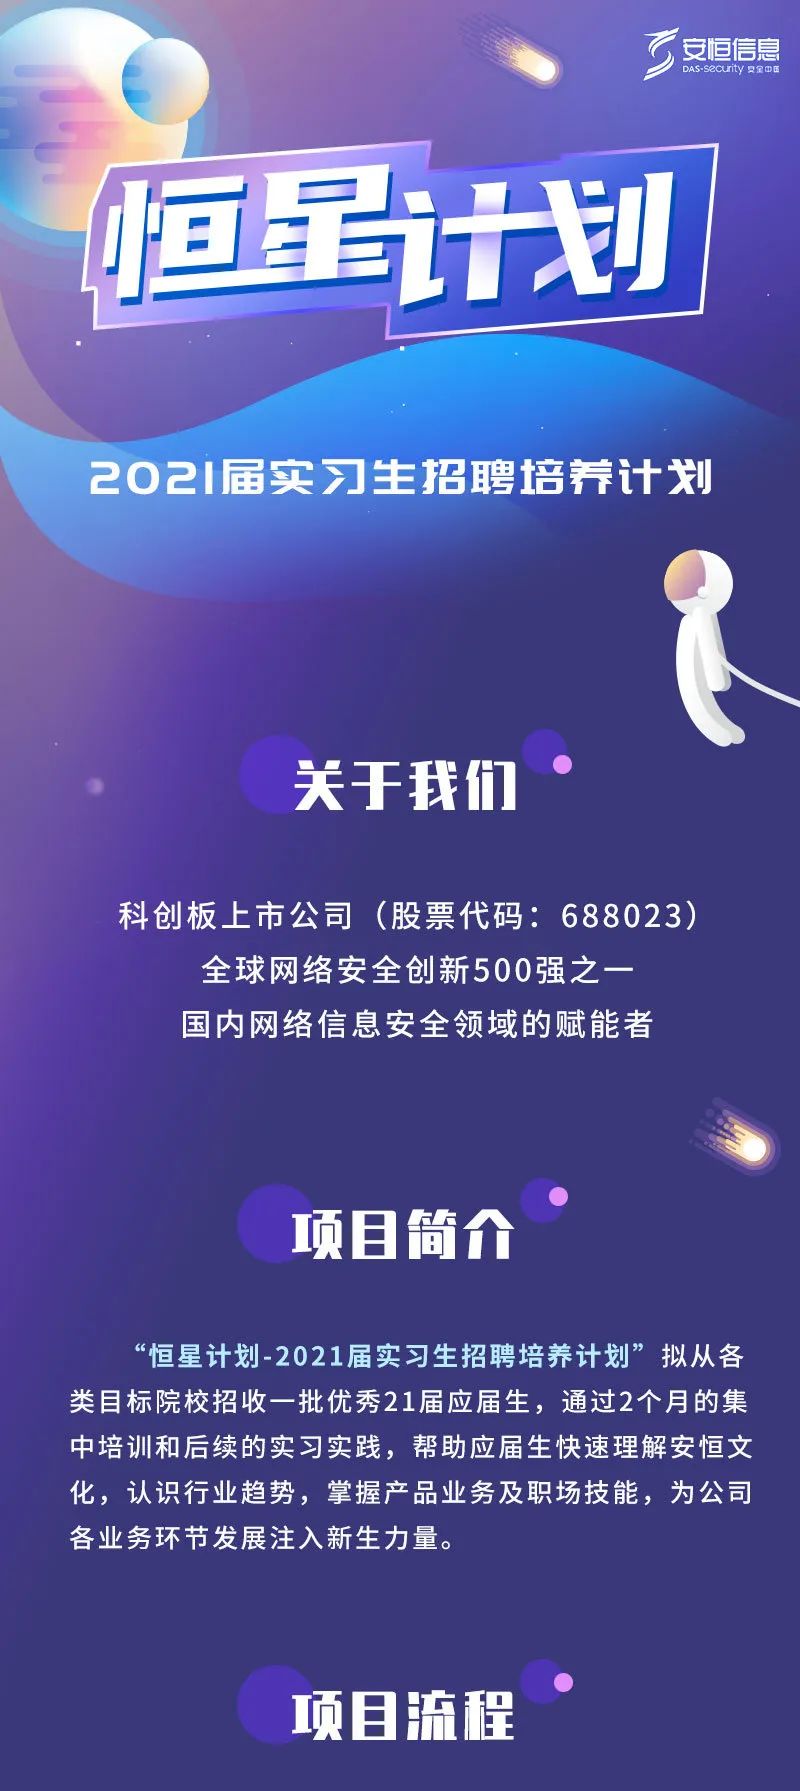 安恒信息
DAS-security 安全中国
恒星计划
2021届实习生招聘培养计划
关于我们
科创板上市公司（股票代码：688023）
全球网络安全创新500强之一
国内网络信息安全领域的赋能者
项目简介
“恒星计划-2021届实习生招聘培养计划”拟从各
类目标院校招收一批优秀21届应届生，通过2个月的集
中培训和后续的实习实践，帮助应届生快速理解安恒文
化，认识行业趋势，掌握产品业务及职场技能，为公司
各业务环节发展注入新生力量。
项目流程